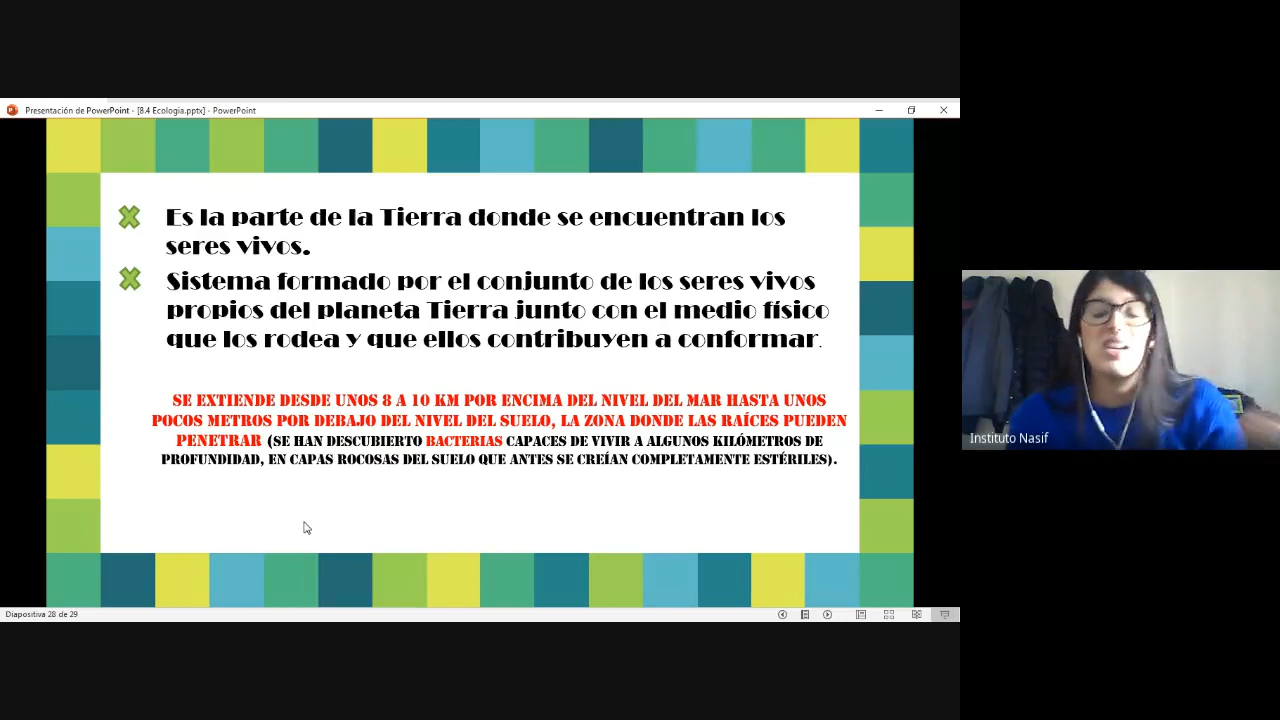 Presentación de PowerPoint - [8.4 Ecologia.pptx] - PowerPoint
Es la parte de la Tierra donde se encuentran los
seres vivos.
Sistema formado por el conjunto de los seres vivos
propios del planeta Tierra junto con el medio físico
que los rodea y que ellos contribuyen a conformar.
SE EXTIENDE DESDE UNOS 8 A 10 KM POR ENCIMA DEL NIVEL DEL MAR HASTA UNOS
POCOS METROS POR DEBAJO DEL NIVEL DEL SUELO, LA ZONA DONDE LAS RAÍCES PUEDEN
PENETRAR (SE HAN DESCUBIERTO BACTERIAS CAPACES DE VIVIR A ALGUNOS KILÓMETROS DE
PROFUNDIDAD, EN CAPAS ROCOSAS DEL SUELO QUE ANTES SE CREÍAN COMPLETAMENTE ESTÉRILES).
Instituto Nasif
Diapositiva 28 de 29